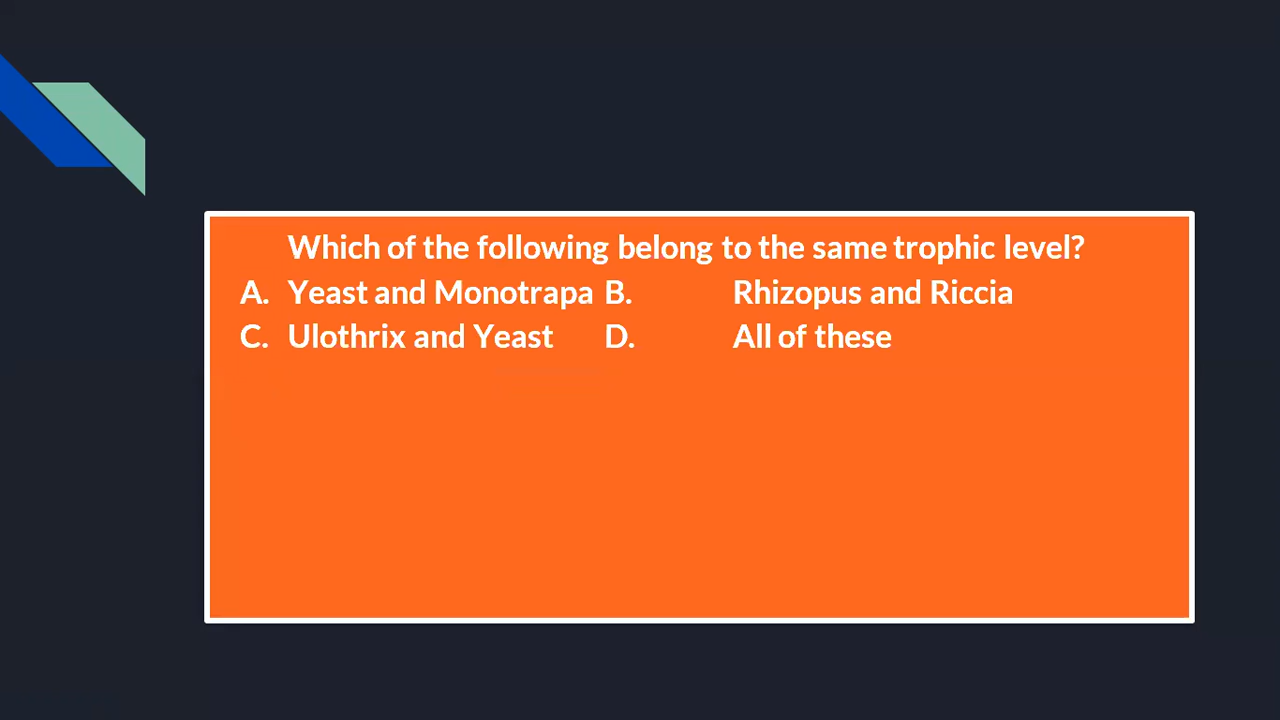 Which of the following belong to the same trophic level?
A. Yeast and Monotrapa B. Rhizopus and Riccia
C. Ulothrix and Yeast D. All of these